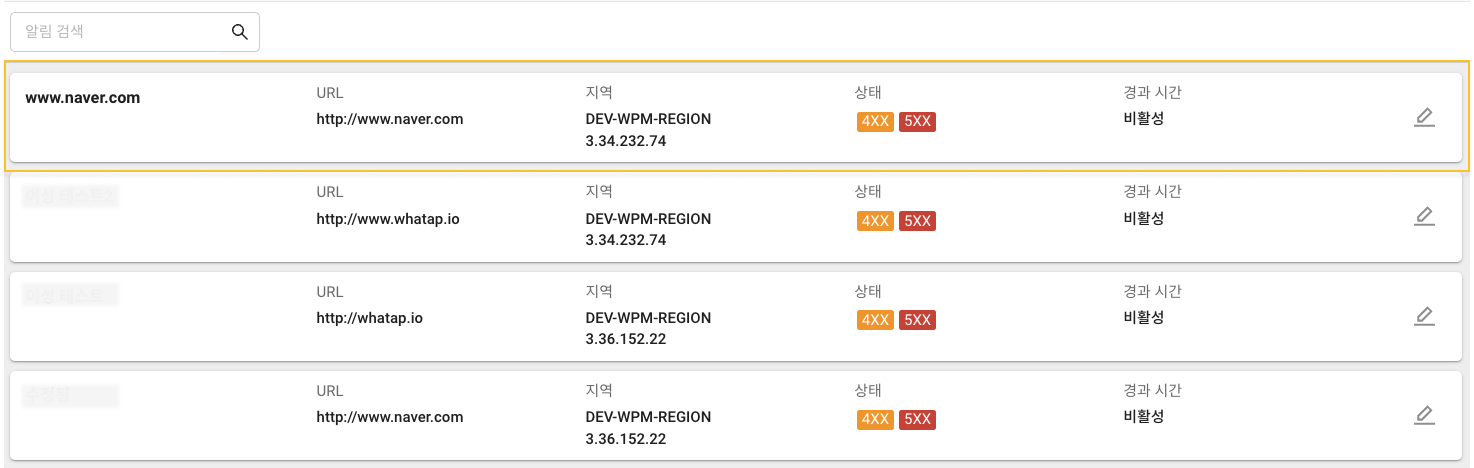 알림 검색
www.naver.com
URL
http://www.naver.com
지역
DEV-WPM-REGION
3.34.232.74
상태
4XX 5XX
경과 시간
비활성
URL
http://www.whatap.io
지역
DEV-WPM-REGION
3.34.232.74
상태
4XX 5XX
경과 시간
비활성
URL
http://whatap.io
지역
DEV-WPM-REGION
3.36.152.22
상태
4XX 5XX
경과 시간
비활성
URL
http://www.naver.com
지역
DEV-WPM-REGION
3.36.152.22
상태
4XX 5XX
경과 시간
비활성